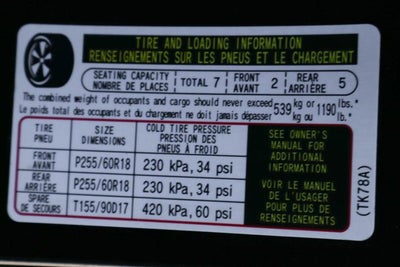 TIRE AND LOADING INFORMATION
RENSEIGNEMENTS SUR LES PNEUS ET LE CHARGEMENT
SEATING CAPACITY
NOMBRE DE PLACES
TOTAL 7
FRONT
AVANT 2
REAR
ARRIÈRE 5
The combined weight of occupants and cargo should never exceed 539 kg or 1190 lbs.
Le poids total des occupants et du chargement ne doit jamais dépasser kg ou lb.
TIRE
PNEU
SIZE
DIMENSIONS
COLD TIRE PRESSURE
PRESSION DES
PNEUS À FROID
FRONT
AVANT
P255/60R18
230 kPa, 34 psi
REAR
ARRIÈRE
P255/60R18
230 kPa, 34 psi
SPARE
DE SECOURS
T155/90D17
420 kPa, 60 psi
SEE OWNER'S
MANUAL FOR
ADDITIONAL
INFORMATION
VOIR LE MANUEL
DE L'USAGER
POUR PLUS DE
RENSEIGNEMENTS
(TK78A)